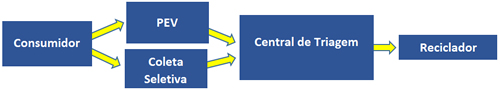 Consumidor
PEV
Coleta
Seletiva
Central de Triagem
Reciclador